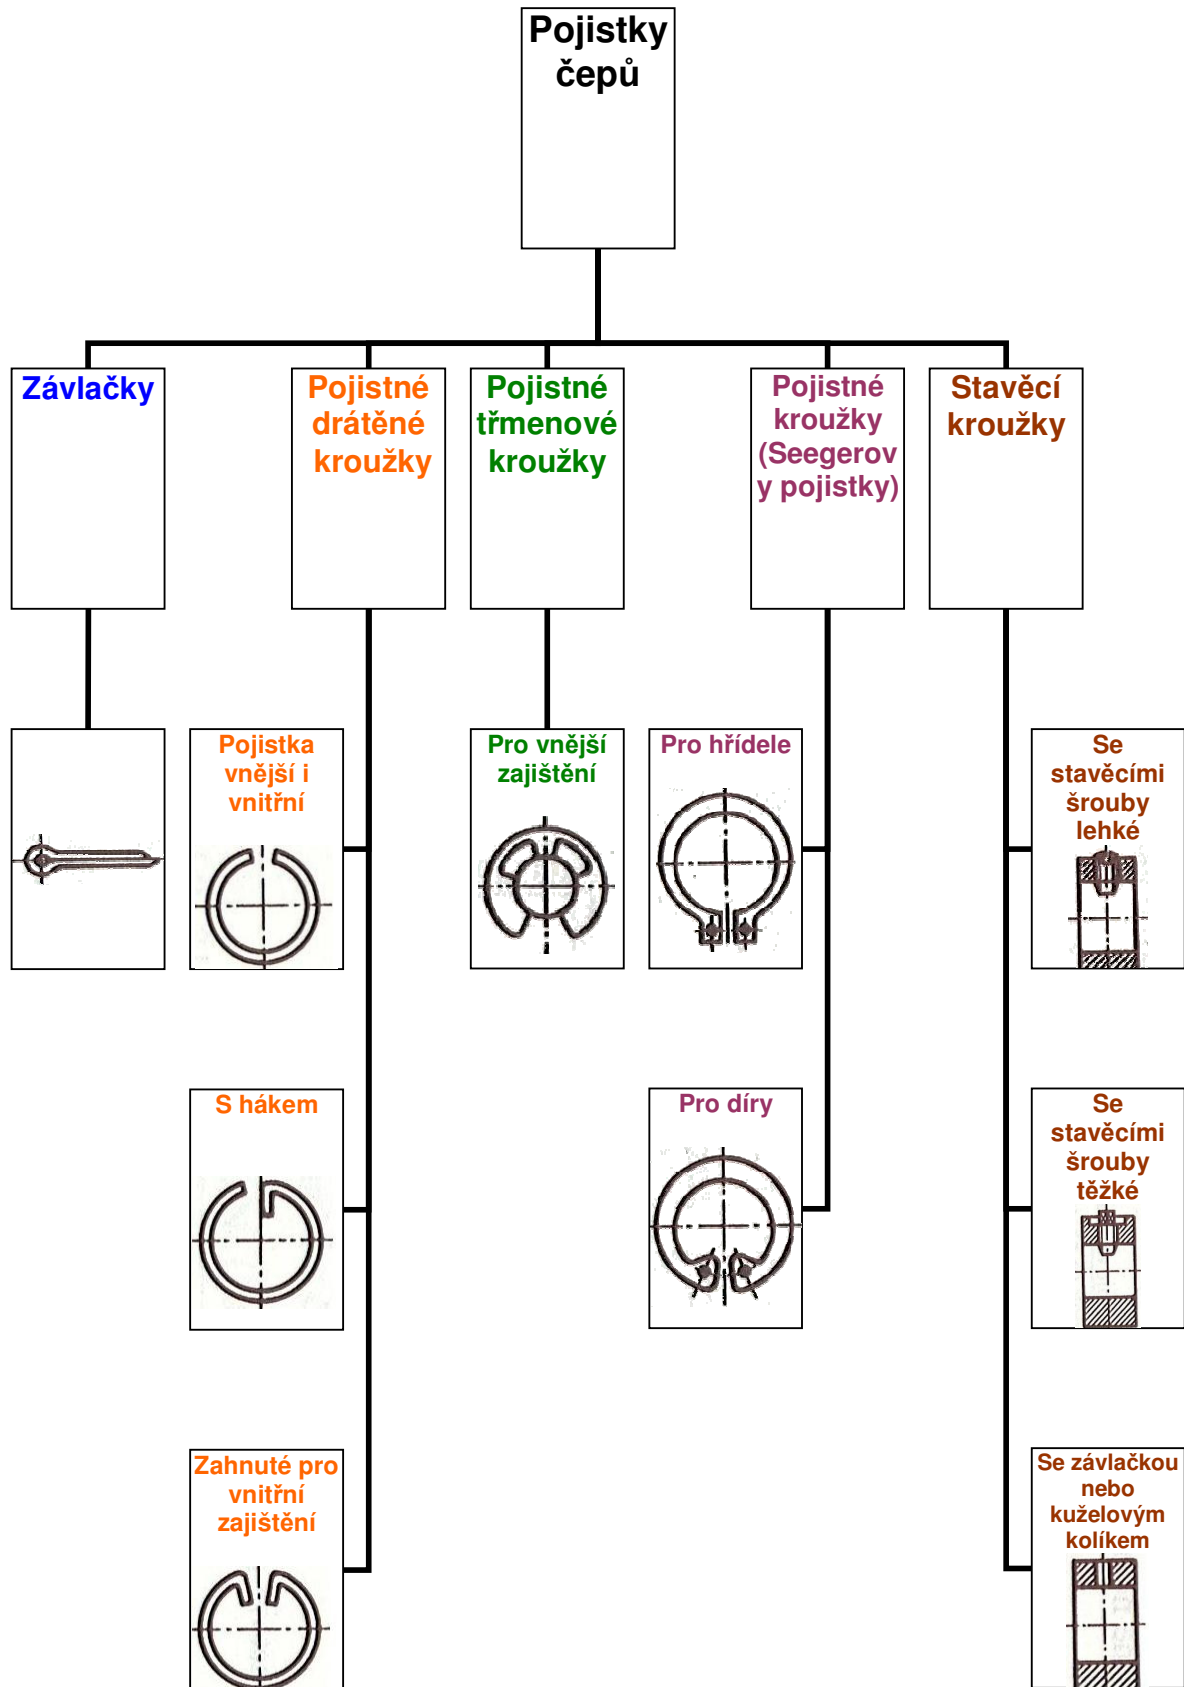 Pojistky
čepů
Závlačky
Pojistné
drátěné
kroužky
Pojistné
třmenové
kroužky
Pojistné
kroužky
(Seegerov
y pojistky)
Stavěcí
kroužky
Pojistka
vnější i
vnitřní
Pro vnější
zajištění
Pro hřídele
Se
stavěcími
šrouby
lehké
S hákem
Pro díry
Se
stavěcími
šrouby
těžké
Zahnuté pro
vnitřní
zajištění
Se závlačkou
nebo
kuželovým
kolíkem